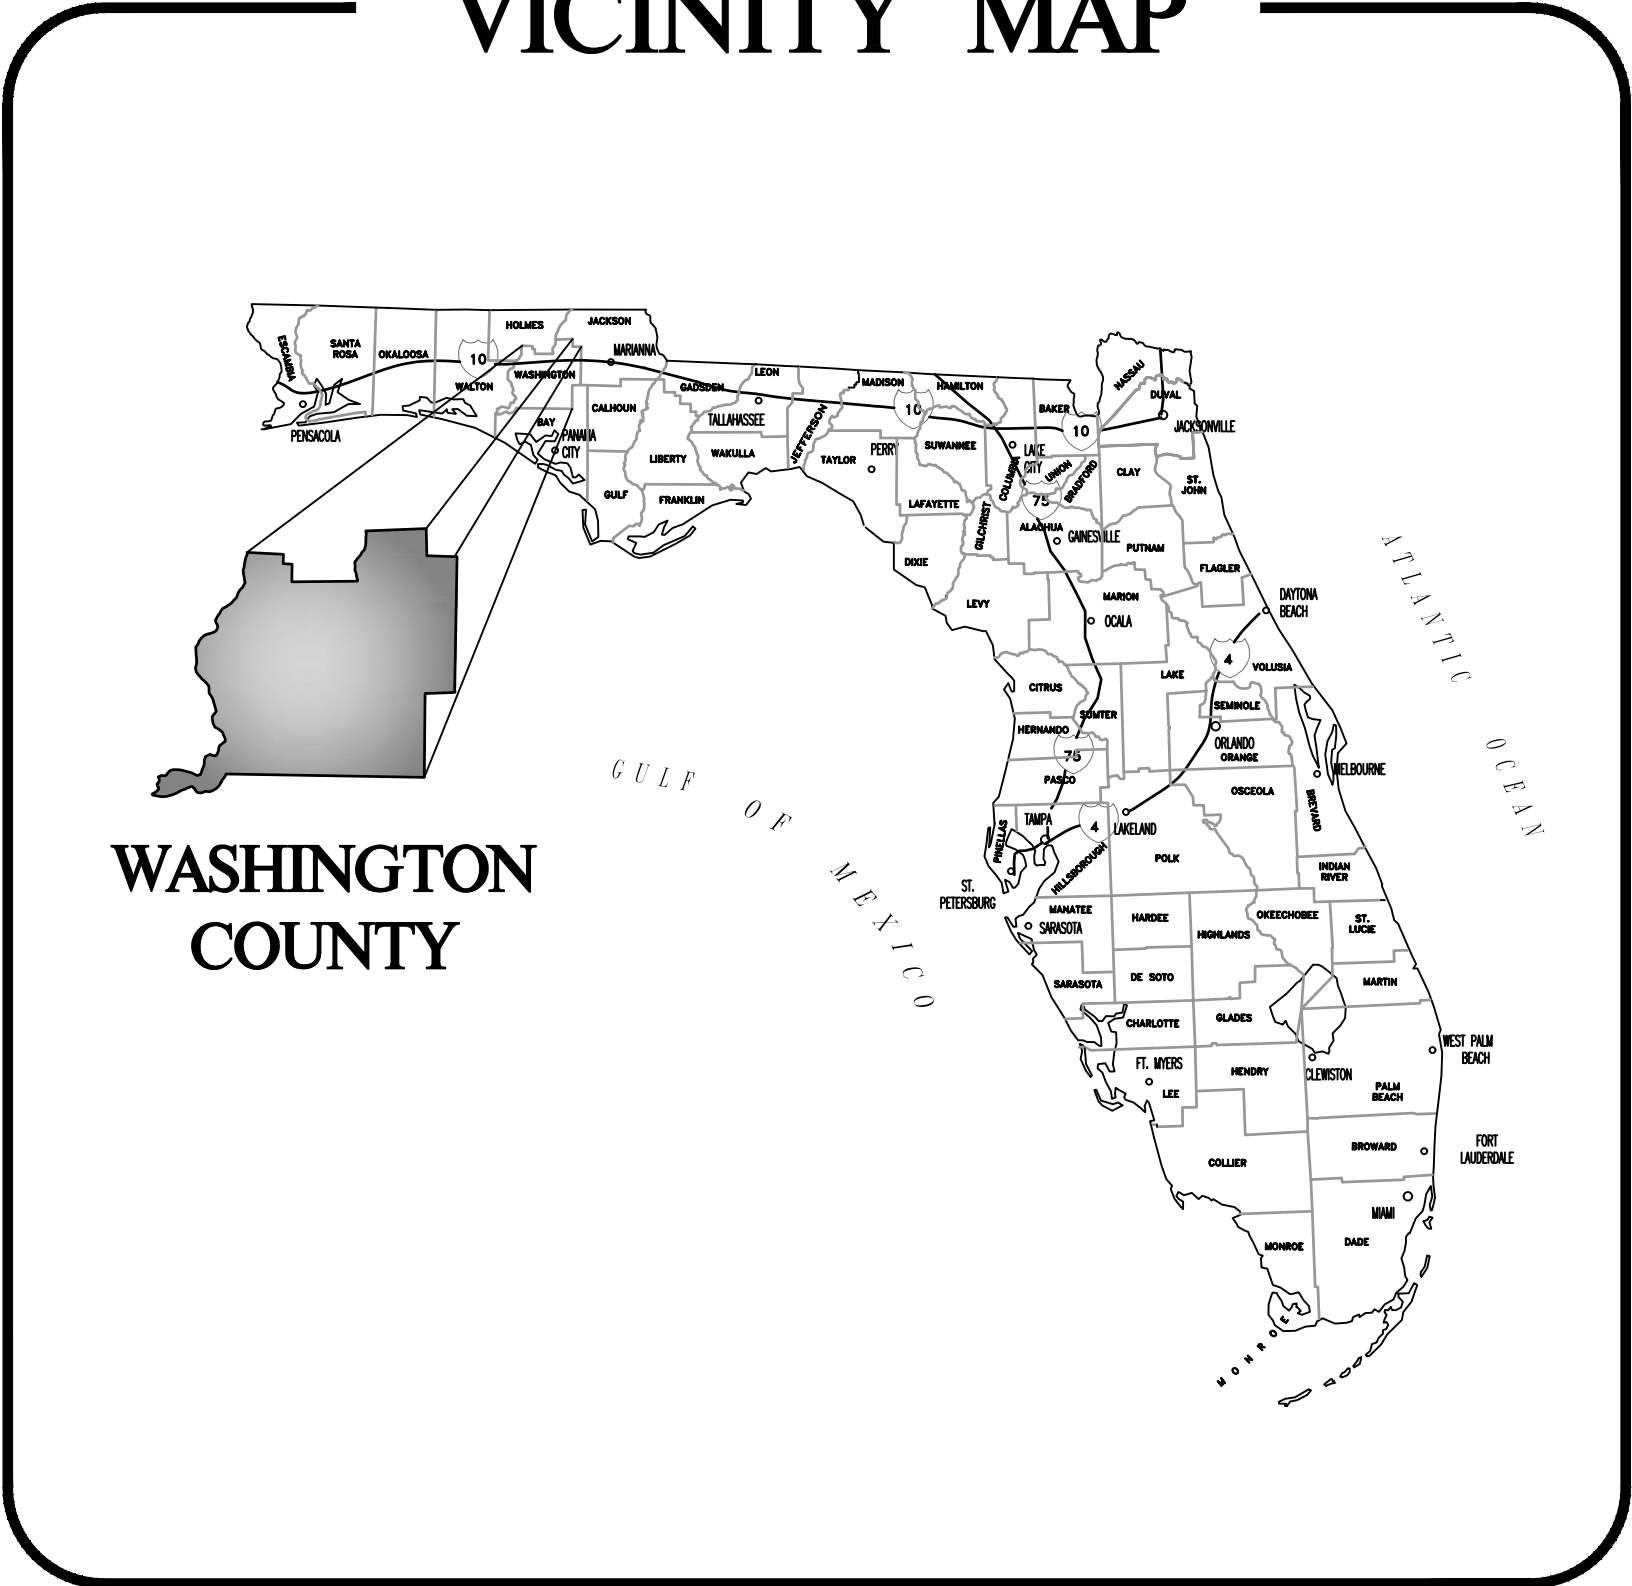 VICINITY MAP
HOLMES
JACKSON
ESCAMBIA
SANTA
ROSA
OKALOOSA
10
MARIANNA
WALTON
WASHINGTON
LEON
GADSDEN
MADISON
HAMILTON
NASSAU
DUVAL
CALHOUN
TALLAHASSEE
JEFFERSON
10
BAKER
10
JACKSONVILLE
PENSACOLA
BAY
PANAMA
CITY
LIBERTY
WAKULLA
TAYLOR
PERRY
SUWANNEE
COLUMBIA
LAKE
CITY
UNION
BRADFORD
CLAY
ST.
JOHN
GULF
FRANKLIN
LAFAYETTE
GILCHRIST
75
ALACHUA
GAINESVILLE
PUTNAM
DIXIE
FLAGLER
LEVY
MARION
OCALA
DAYTONA
BEACH
ATLANTIC
OCEAN
4
VOLUSIA
CITRUS
LAKE
SUMTER
SEMINOLE
HERNANDO
ORLANDO
ORANGE
75
PASCO
MELBOURNE
OSCEOLA
BREVARD
GULF
OF
MEXICO
PINELLAS
TAMPA
4
LAKELAND
HILLSBOROUGH
POLK
INDIAN
RIVER
ST.
PETERSBURG
MANATEE
SARASOTA
HARDEE
HIGHLANDS
OKEECHOBEE
ST.
LUCIE
SARASOTA
DE SOTO
MARTIN
CHARLOTTE
GLADES
FT. MYERS
LEE
HENDRY
CLEWISTON
WEST PALM
BEACH
PALM
BEACH
BROWARD
FORT
LAUDERDALE
COLLIER
MIAMI
DADE
MONROE
MONROE
WASHINGTON
COUNTY